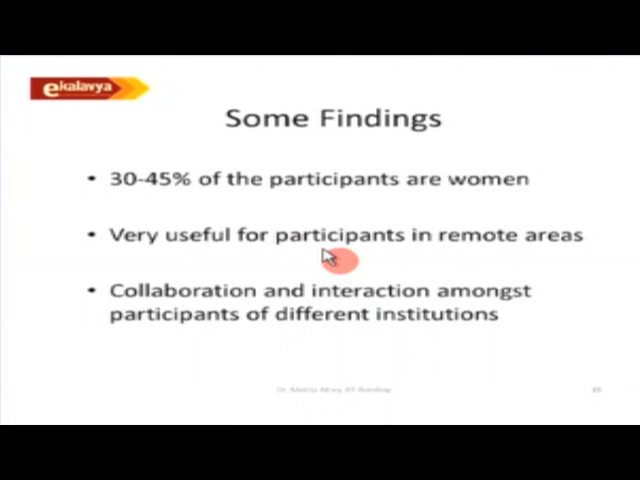 ekalavya
Some Findings
• 30-45% of the participants are women
• Very useful for participants in remote areas
• Collaboration and interaction amongst
participants of different institutions